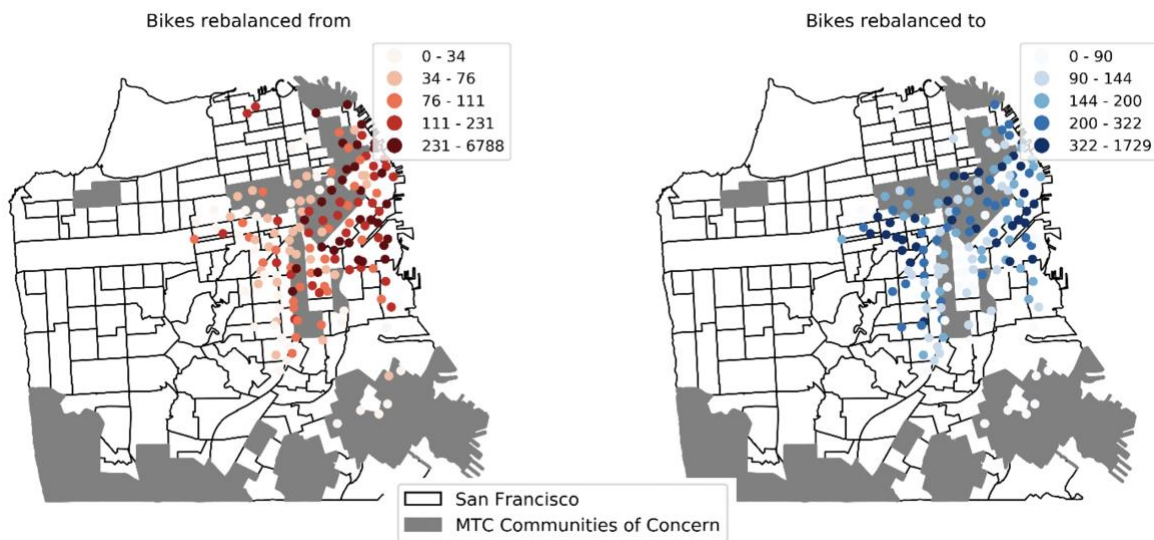 Bikes rebalanced from
0 - 34
34 - 76
76 - 111
111 - 231
231 - 6788
Bikes rebalanced to
0 - 90
90 - 144
144 - 200
200 - 322
322 - 1729
San Francisco
MTC Communities of Concern